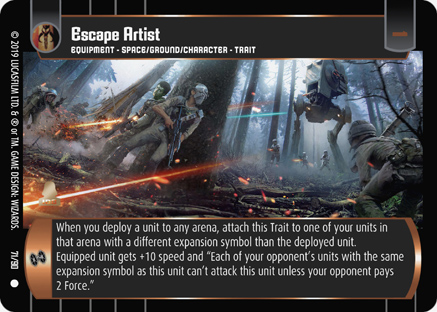 Escape Artist
EQUIPMENT - SPACE/GROUND/CHARACTER - TRAIT
© 2019 LUCASFILM LTD. & ® or TM. GAME DESIGN: WIZARDS.
71/90
When you deploy a unit to any arena, attach this Trait to one of your units in
that arena with a different expansion symbol than the deployed unit.
Equipped unit gets +10 speed and “Each of your opponent's units with the same
expansion symbol as this unit can't attack this unit unless your opponent pays
2 Force.”